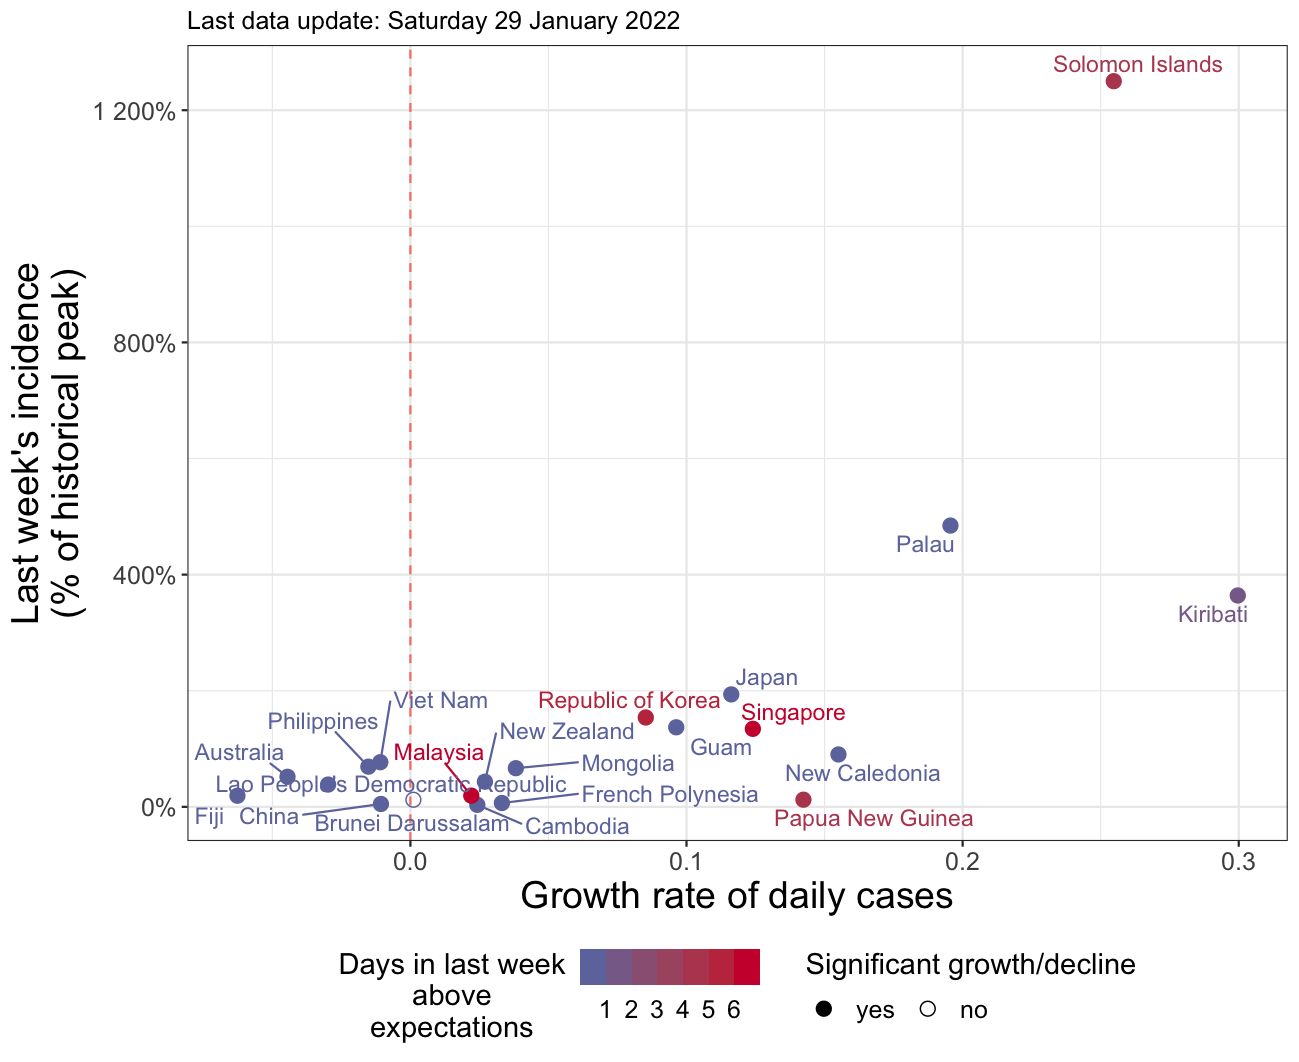 Last data update: Saturday 29 January 2022
Last week's incidence
(% of historical peak)
1 200%
800%
400%
0%
Solomon Islands
Palau
Kiribati
Japan
Viet Nam
Republic of Korea
Singapore
Philippines
New Zealand
Guam
Australia
Malaysia
Mongolia
New Caledonia
Lao People's Democratic Republic
French Polynesia
Fiji
China
Brunei Darussalam
Cambodia
Papua New Guinea
0.0
0.1
0.2
0.3
Growth rate of daily cases
Days in last week
above
expectations
1 2 3 4 5 6
Significant growth/decline
yes
no